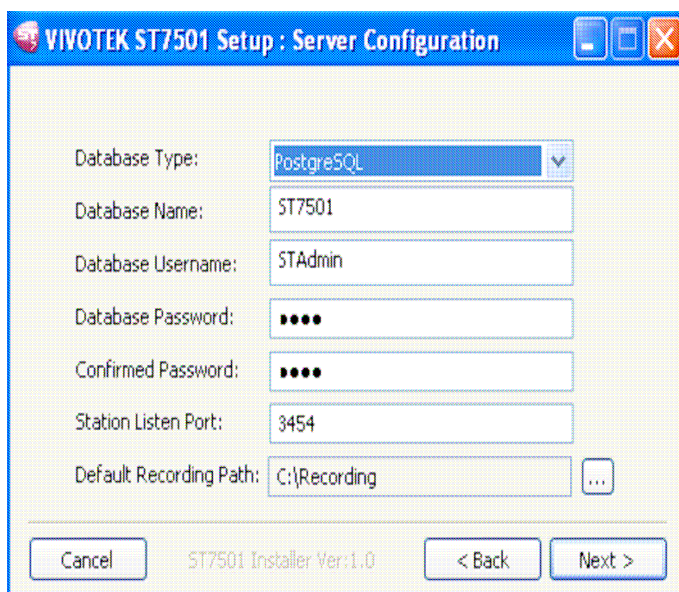 VIVOTEK ST7501 Setup : Server Configuration
Database Type: PostgreSQL
Database Name: ST7501
Database Username: STAdmin
Database Password: ••••
Confirmed Password: ••••
Station Listen Port: 3454
Default Recording Path: C:\Recording ...
Cancel ST7501 Installer Ver:1.0 < Back Next >